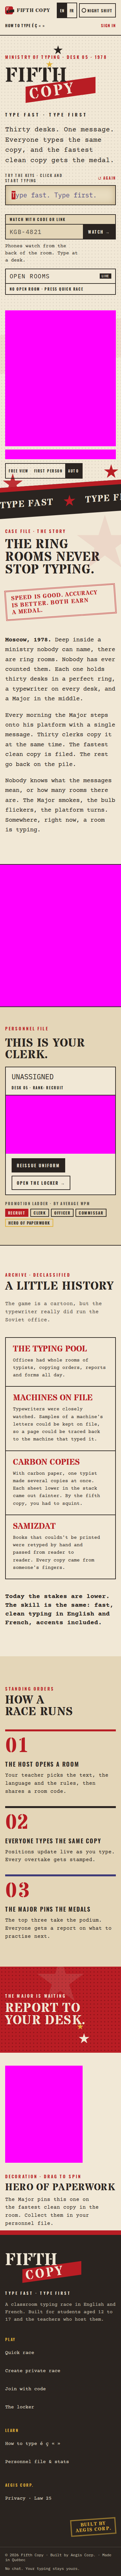 FIFTH COPY
EN
FR
NIGHT SHIFT
HOW TO TYPE É Ç « »
SIGN IN
MINISTRY OF TYPING · DESK 05 · 1978
FIFTH
COPY
TYPE FAST · TYPE FIRST
Thirty desks. One message.
Everyone types the same
copy, and the fastest
clean copy gets the medal.
TRY THE KEYS · CLICK AND
START TYPING
↺ AGAIN
Type fast. Type first.
WATCH WITH CODE OR LINK
KGB-4821
WATCH →
Phones watch from the
back of the room. Type at
a desk.
OPEN ROOMS
LIVE
NO OPEN ROOM · PRESS QUICK RACE
FREE VIEW
FIRST PERSON
AUTO
TYPE FAST ★ TYPE F
CASE FILE · THE STORY
THE RING
ROOMS NEVER
STOP TYPING.
SPEED IS GOOD. ACCURACY
IS BETTER. BOTH EARN
A MEDAL.
Moscow, 1978. Deep inside a
ministry nobody can name, there
are ring rooms. Nobody has ever
counted them. Each one holds
thirty desks in a perfect ring,
a typewriter on every desk, and
a Major in the middle.
Every morning the Major steps
onto his platform with a single
message. Thirty clerks copy it
at the same time. The fastest
clean copy is filed. The rest
go back on the pile.
Nobody knows what the messages
mean, or how many rooms there
are. The Major smokes, the bulb
flickers, the platform turns.
Somewhere, right now, a room
is typing.
PERSONNEL FILE
THIS IS YOUR
CLERK.
UNASSIGNED
DESK 05 · RANK: RECRUIT
REISSUE UNIFORM
OPEN THE LOCKER →
PROMOTION LADDER · BY AVERAGE WPM
RECRUIT
CLERK
OFFICER
COMMISSAR
HERO OF PAPERWORK
ARCHIVE · DECLASSIFIED
A LITTLE HISTORY
The game is a cartoon, but the
typewriter really did run the
Soviet office.
THE TYPING POOL
Offices had whole rooms of
typists, copying orders, reports
and forms all day.
MACHINES ON FILE
Typewriters were closely
watched. Samples of a machine's
letters could be kept on file,
so a page could be traced back
to the machine that typed it.
CARBON COPIES
With carbon paper, one typist
made several copies at once.
Each sheet lower in the stack
came out fainter. By the fifth
copy, you had to squint.
SAMIZDAT
Books that couldn't be printed
were retyped by hand and
passed from reader to
reader. Every copy came from
someone's fingers.
Today the stakes are lower.
The skill is the same: fast,
clean typing in English and
French, accents included.
STANDING ORDERS
HOW A
RACE RUNS
01
THE HOST OPENS A ROOM
Your teacher picks the text, the
language and the rules, then
shares a room code.
02
EVERYONE TYPES THE SAME COPY
Positions update live as you type.
Every overtake gets stamped.
03
THE MAJOR PINS THE MEDALS
The top three take the podium.
Everyone gets a report on what to
practise next.
THE MAJOR IS WAITING
REPORT TO
YOUR DESK.
DECORATION · DRAG TO SPIN
HERO OF PAPERWORK
The Major pins this one on
the fastest clean copy in the
room. Collect them in your
personnel file.
FIFTH
COPY
TYPE FAST · TYPE FIRST
A classroom typing race in English and
French. Built for students aged 13 to
17 and the teachers who host them.
PLAY
Quick race
Create private race
Join with code
The locker
LEARN
How to type é ç « »
Personnel file & stats
AEGIS CORP.
Privacy · Law 25
BUILT BY
AEGIS CORP.
© 2026 Fifth Copy · Built by Aegis Corp. · Made
in Québec
No chat. Your typing stays yours.